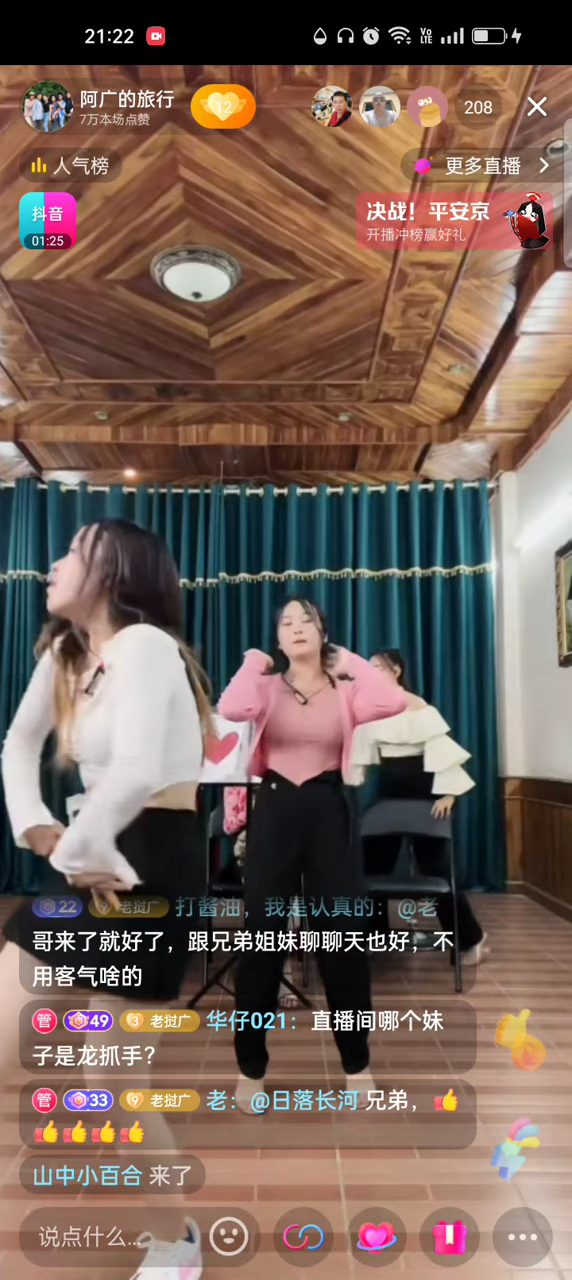 21:22
Vo
LTE
阿广的旅行
7万本场点赞
12
208
人气榜
更多直播
抖音
01:25
决战！平安京
开播冲榜赢好礼
22 老挝广 打酱油，我是认真的：@老
哥来了就好了，跟兄弟姐妹聊聊天也好，不
用客气啥的
管 49 3 老挝广 华仔021：直播间哪个妹
子是龙抓手？
管 33 9 老挝广 老：@日落长河 兄弟，
山中小百合 来了
说点什么...